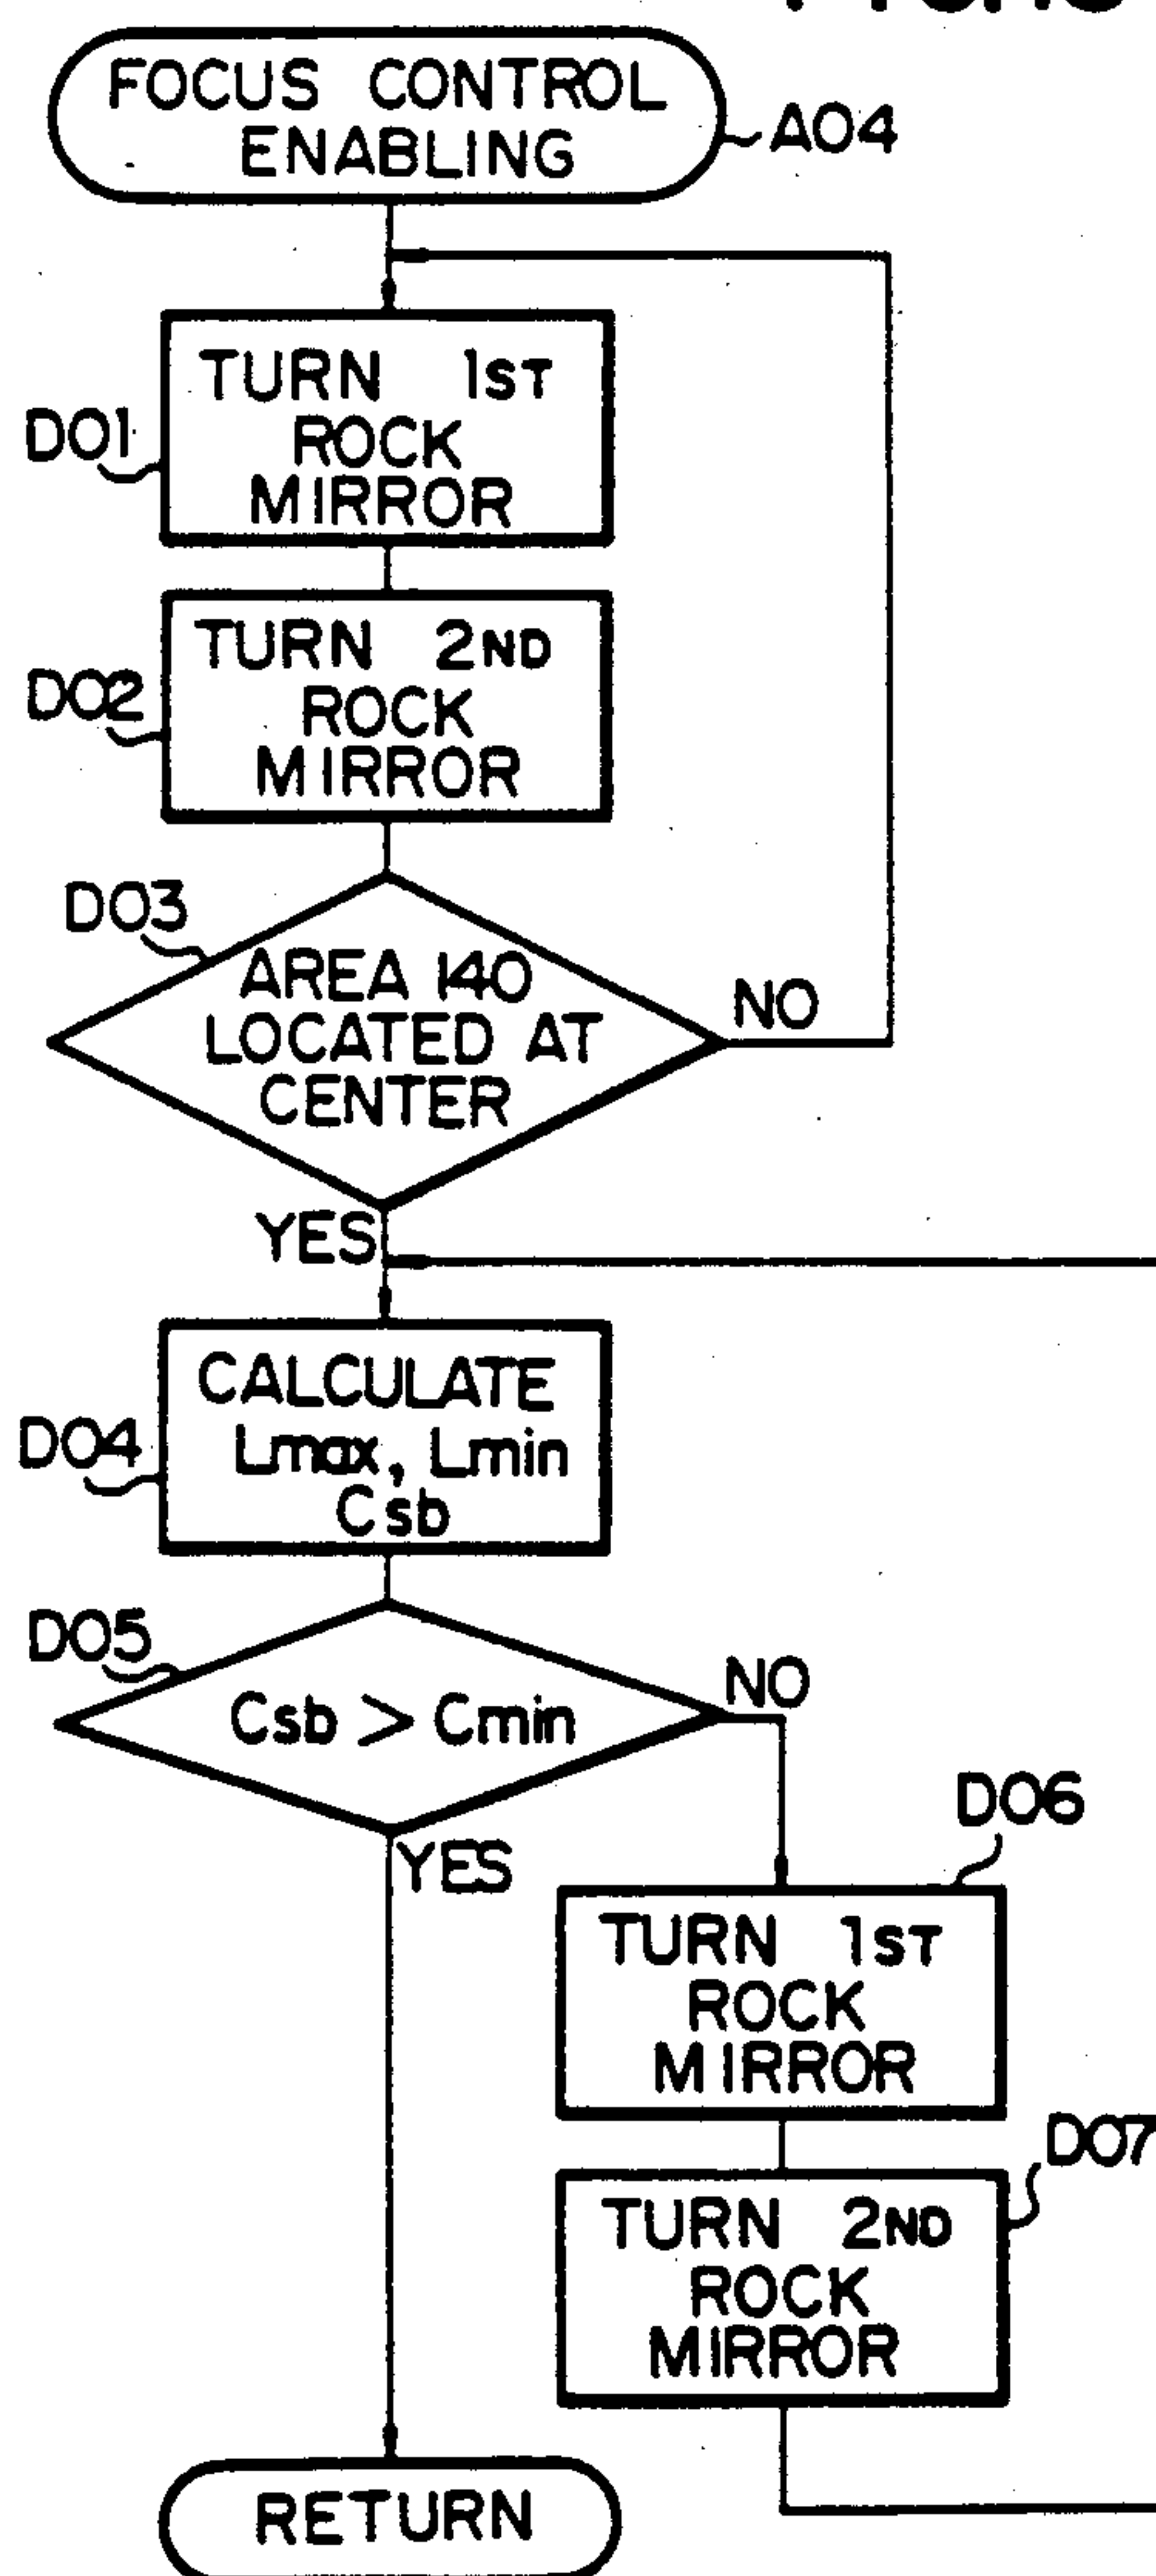 FOCUS CONTROL
ENABLING
A04
TURN 1ST
ROCK
MIRROR
D01
TURN 2ND
ROCK
MIRROR
D02
D03
AREA 140
LOCATED AT
CENTER
NO
YES
CALCULATE
Lmax, Lmin
Csb
D04
D05
Csb > Cmin
NO
YES
D06
TURN 1ST
ROCK
MIRROR
D07
TURN 2ND
ROCK
MIRROR
RETURN